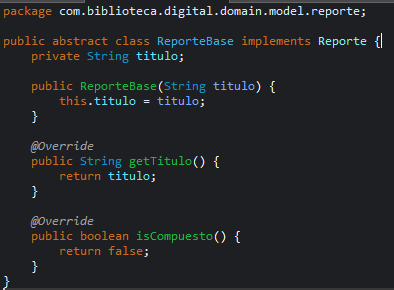 package com.biblioteca.digital.domain.model.reporte;
public abstract class ReporteBase implements Reporte {
    private String titulo;
    public ReporteBase(String titulo) {
        this.titulo = titulo;
    }
    @Override
    public String getTitulo() {
        return titulo;
    }
    @Override
    public boolean isCompuesto() {
        return false;
    }
}